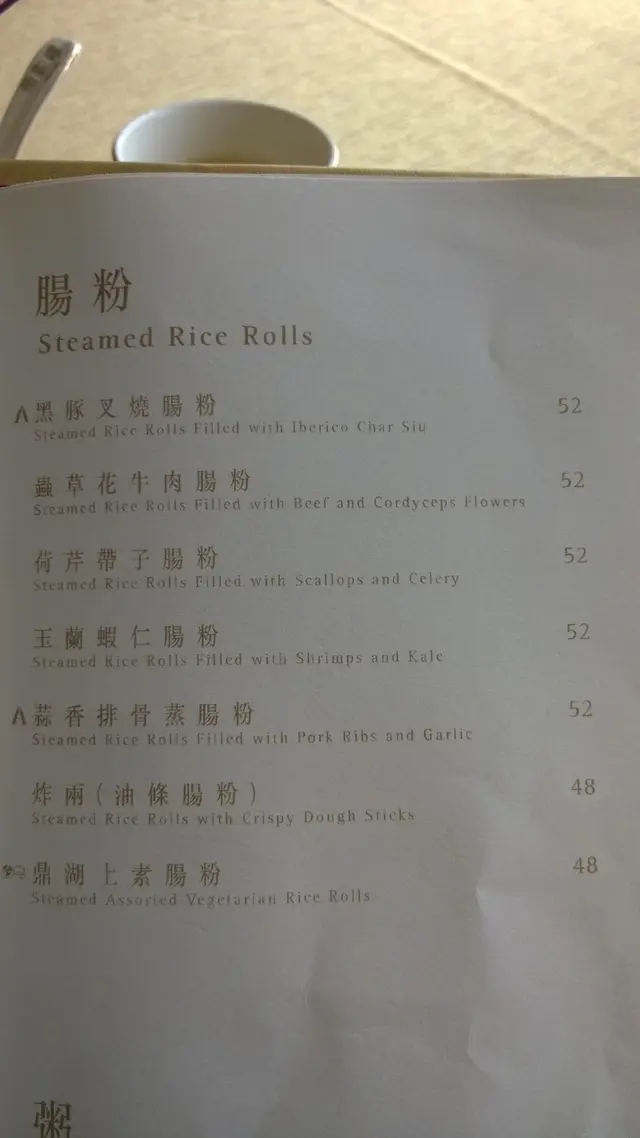 腸粉
Steamed Rice Rolls
黑豚叉燒腸粉 52
Steamed Rice Rolls Filled with Iberico Char Siu
蟲草花牛肉腸粉 52
Steamed Rice Rolls Filled with Beef and Cordyceps Flowers
荷芹帶子腸粉 52
Steamed Rice Rolls Filled with Scallops and Celery
玉蘭蝦仁腸粉 52
Steamed Rice Rolls Filled with Shrimps and Kale
蒜香排骨蒸腸粉 52
Steamed Rice Rolls Filled with Pork Ribs and Garlic
炸兩(油條腸粉) 48
Steamed Rice Rolls with Crispy Dough Sticks
鼎湖上素腸粉 48
Steamed Assorted Vegetarian Rice Rolls
粥